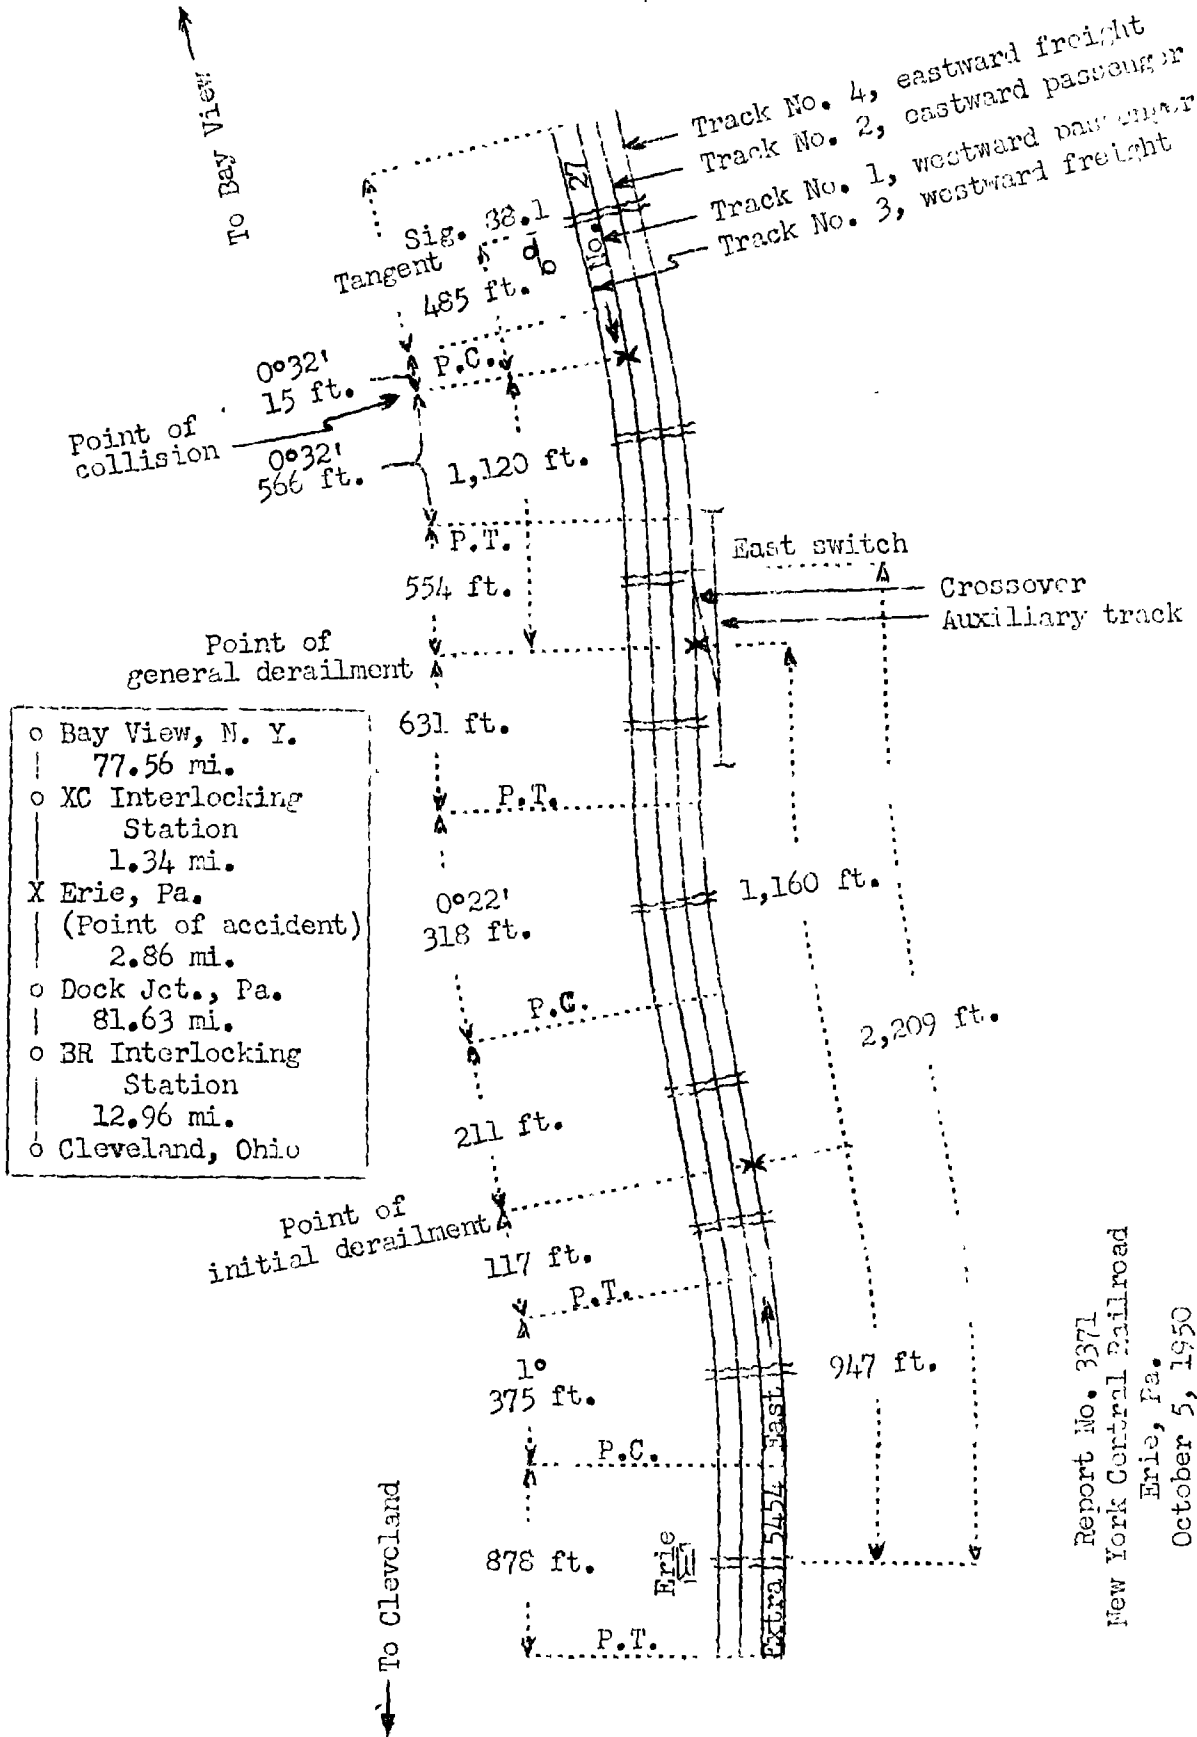 To Bay View
Track No. 4, eastward freight
Track No. 2, eastward passenger
Track No. 1, westward passenger
Track No. 3, westward freight
No. 27
Sig. 38.1
Tangent
485 ft.
P.C.
0°32'
15 ft.
Point of
collision
0°32'
566 ft.
1,120 ft.
P.T.
554 ft.
East switch
Crossover
Auxiliary track
Point of
general derailment
631 ft.
P.T.
o Bay View, N. Y.
77.56 mi.
o XC Interlocking
Station
1.34 mi.
X Erie, Pa.
(Point of accident)
2.86 mi.
o Dock Jct., Pa.
81.63 mi.
o BR Interlocking
Station
12.96 mi.
o Cleveland, Ohio
0°22'
318 ft.
1,160 ft.
P.C.
2,209 ft.
211 ft.
Point of
initial derailment
117 ft.
P.T.
1°
375 ft.
947 ft.
P.C.
878 ft.
Erie
Extra 5454 East
P.T.
To Cleveland
Report No. 3371
New York Central Railroad
Erie, Pa.
October 5, 1950